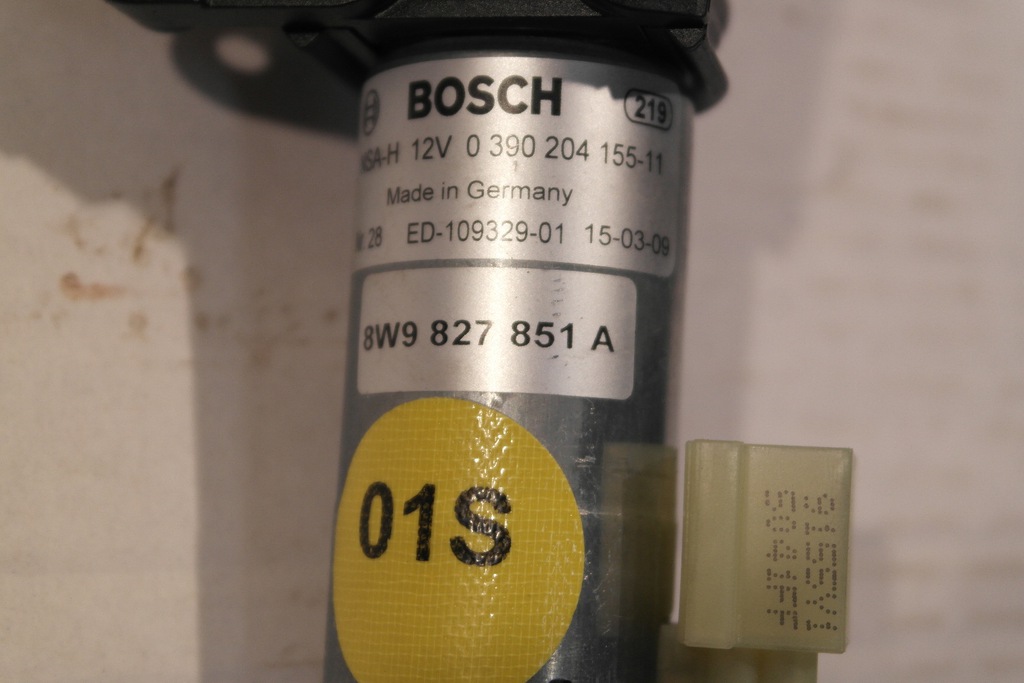 BOSCH 219
12V 0 390 204 155-11
Made in Germany
28 ED-109329-01 15-03-09
8W9 827 851 A
01S